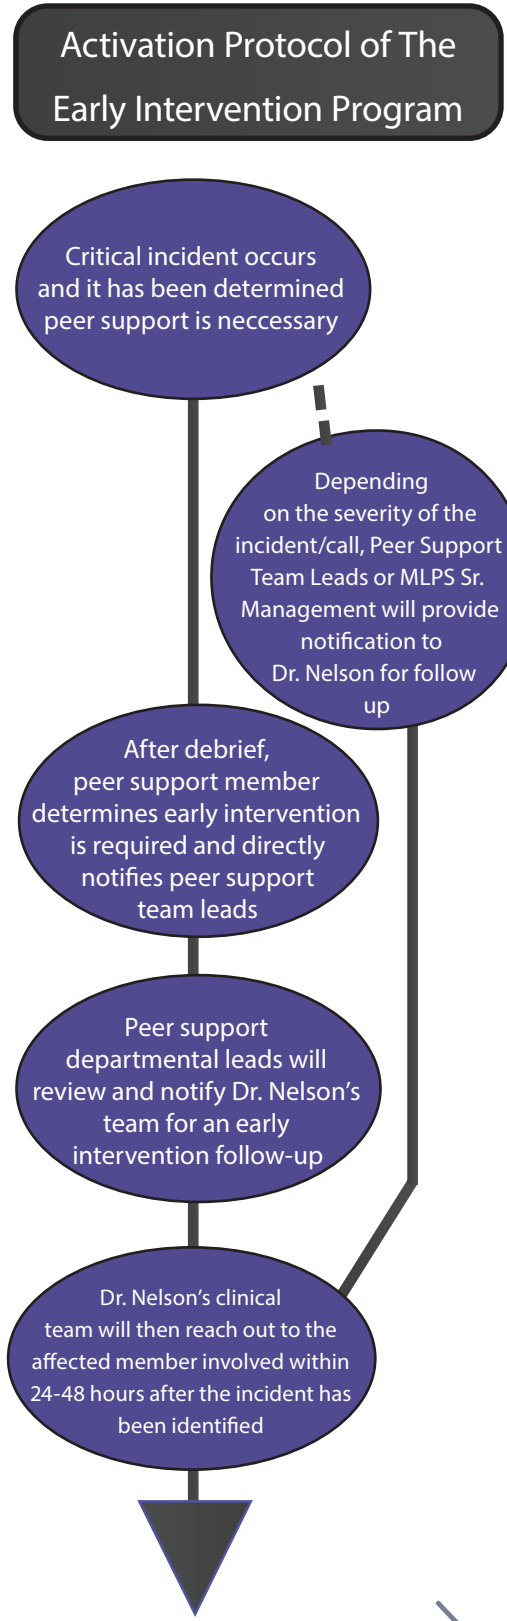 Activation Protocol of The
Early Intervention Program
Critical incident occurs
and it has been determined
peer support is neccessary
Depending
on the severity of the
incident/call, Peer Support
Team Leads or MLPS Sr.
Management will provide
notification to
Dr. Nelson for follow
up
After debrief,
peer support member
determines early intervention
is required and directly
notifies peer support
team leads
Peer support
departmental leads will
review and notify Dr. Nelson’s
team for an early
intervention follow-up
Dr. Nelson’s clinical
team will then reach out to the
affected member involved within
24-48 hours after the incident has
been identified